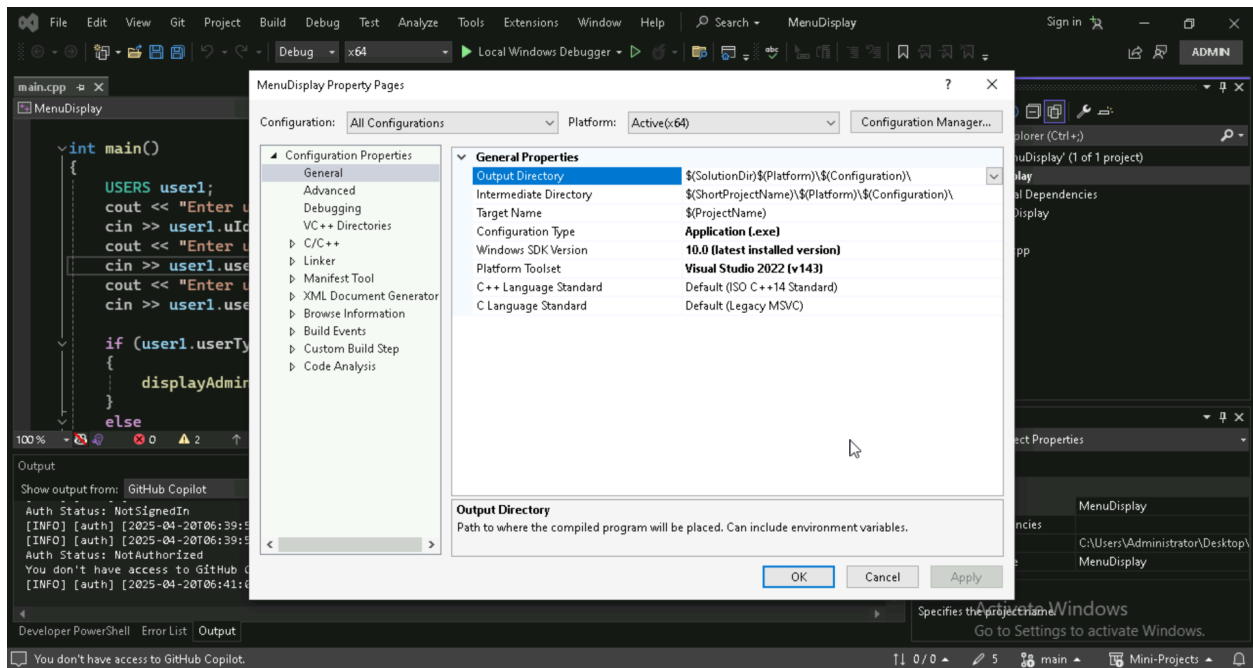 File Edit View Git Project Build Debug Test Analyze Tools Extensions Window Help Search MenuDisplay Sign in
Debug x64 Local Windows Debugger ADMIN
main.cpp
MenuDisplay
int main()
{
USERS user1;
cout << "Enter
cin >> user1.
cout << "Enter
cin >> user1.use
cout << "Enter
cin >> user1.use
if (user1.userTy
{
displayAdmin
}
else
100 % 0 2
Output
Show output from: GitHub Copilot
Auth Status: NotSignedIn
[INFO] [auth] [2025-04-20T06:39:5
[INFO] [auth] [2025-04-20T06:39:5
Auth Status: NotAuthorized
You don't have access to GitHub
[INFO] [auth] [2025-04-20T06:41:
Developer PowerShell Error List Output
MenuDisplay Property Pages ?
Configuration: All Configurations Platform: Active(x64) Configuration Manager...
Configuration Properties
General
Advanced
Debugging
VC++ Directories
C/C++
Linker
Manifest Tool
XML Document Generator
Browse Information
Build Events
Custom Build Step
Code Analysis
General Properties
Output Directory $(SolutionDir)$(Platform)\$(Configuration)\
Intermediate Directory $(ShortProjectName)\$(Platform)\$(Configuration)\
Target Name $(ProjectName)
Configuration Type Application (.exe)
Windows SDK Version 10.0 (latest installed version)
Platform Toolset Visual Studio 2022 (v143)
C++ Language Standard Default (ISO C++14 Standard)
C Language Standard Default (Legacy MSVC)
Output Directory
Path to where the compiled program will be placed. Can include environment variables.
OK Cancel Apply
plorer (Ctrl+;)
nuDisplay' (1 of 1 project)
lay
al Dependencies
Display
pp
ect Properties
MenuDisplay
ncies
C:\Users\Administrator\Desktop\
MenuDisplay
Specifies the project name.
Activate Windows
Go to Settings to activate Windows.
You don't have access to GitHub Copilot. 0 / 0 5 main Mini-Projects